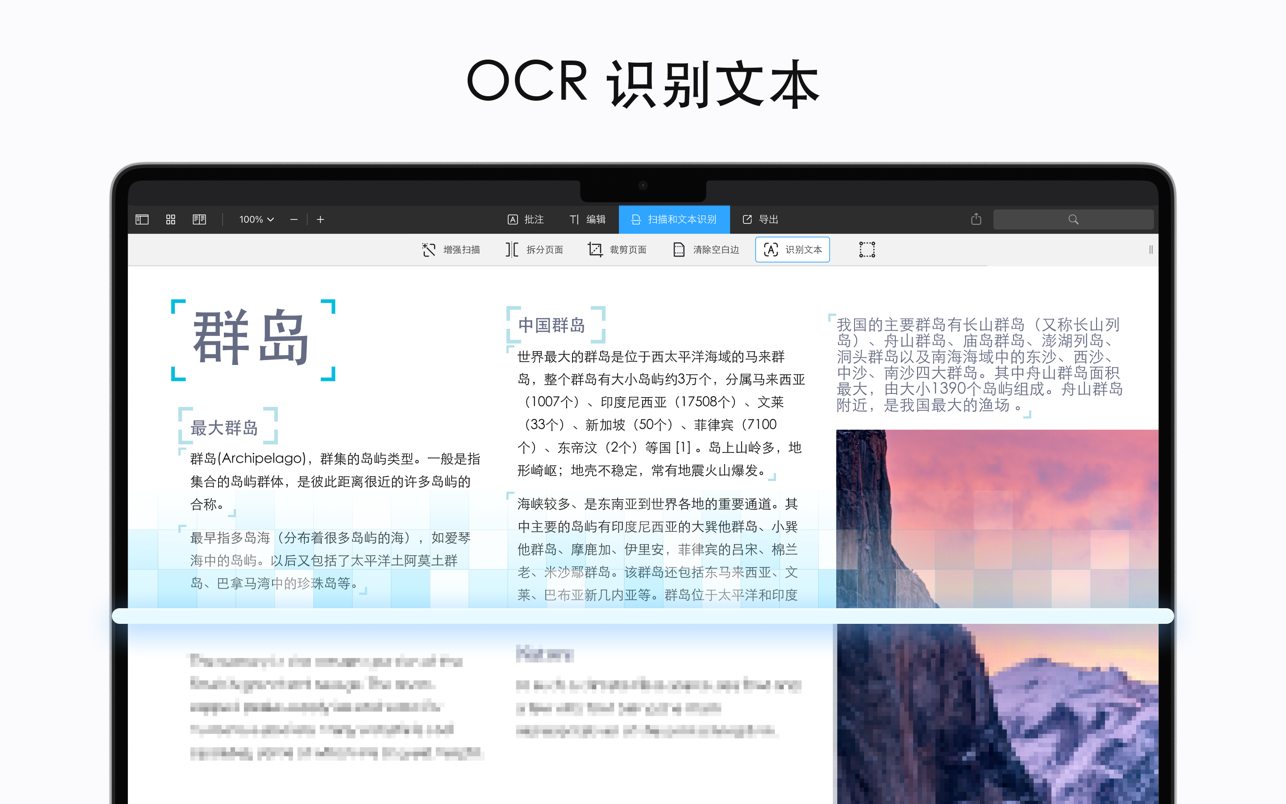 OCR 识别文本
100%
批注
编辑
扫描和文本识别
导出
增强扫描
拆分页面
裁剪页面
清除空白边
识别文本
群岛
最大群岛
群岛(Archipelago)，群集的岛屿类型。一般是指
集合的岛屿群体，是彼此距离很近的许多岛屿的
合称。
最早指多岛海（分布着很多岛屿的海），如爱琴
海中的岛屿。以后又包括了太平洋土阿莫土群
岛、巴拿马湾中的珍珠岛等。
中国群岛
世界最大的群岛是位于西太平洋海域的马来群
岛，整个群岛有大小岛屿约3万个，分属马来西亚
（1007个）、印度尼西亚（17508个）、文莱
（33个）、新加坡（50个）、菲律宾（7100
个）、东帝汶（2个）等国 [1] 。岛上山岭多，地
形崎岖；地壳不稳定，常有地震火山爆发。
海峡较多、是东南亚到世界各地的重要通道。其
中主要的岛屿有印度尼西亚的大巽他群岛、小巽
他群岛、摩鹿加、伊里安，菲律宾的吕宋、棉兰
老、米沙鄢群岛。该群岛还包括东马来西亚、文
莱、巴布亚新几内亚等。群岛位于太平洋和印度
我国的主要群岛有长山群岛（又称长山列
岛）、舟山群岛、庙岛群岛、澎湖列岛、
洞头群岛以及南海海域中的东沙、西沙、
中沙、南沙四大群岛。其中舟山群岛面积
最大，由大小1390个岛屿组成。舟山群岛
附近，是我国最大的渔场 。